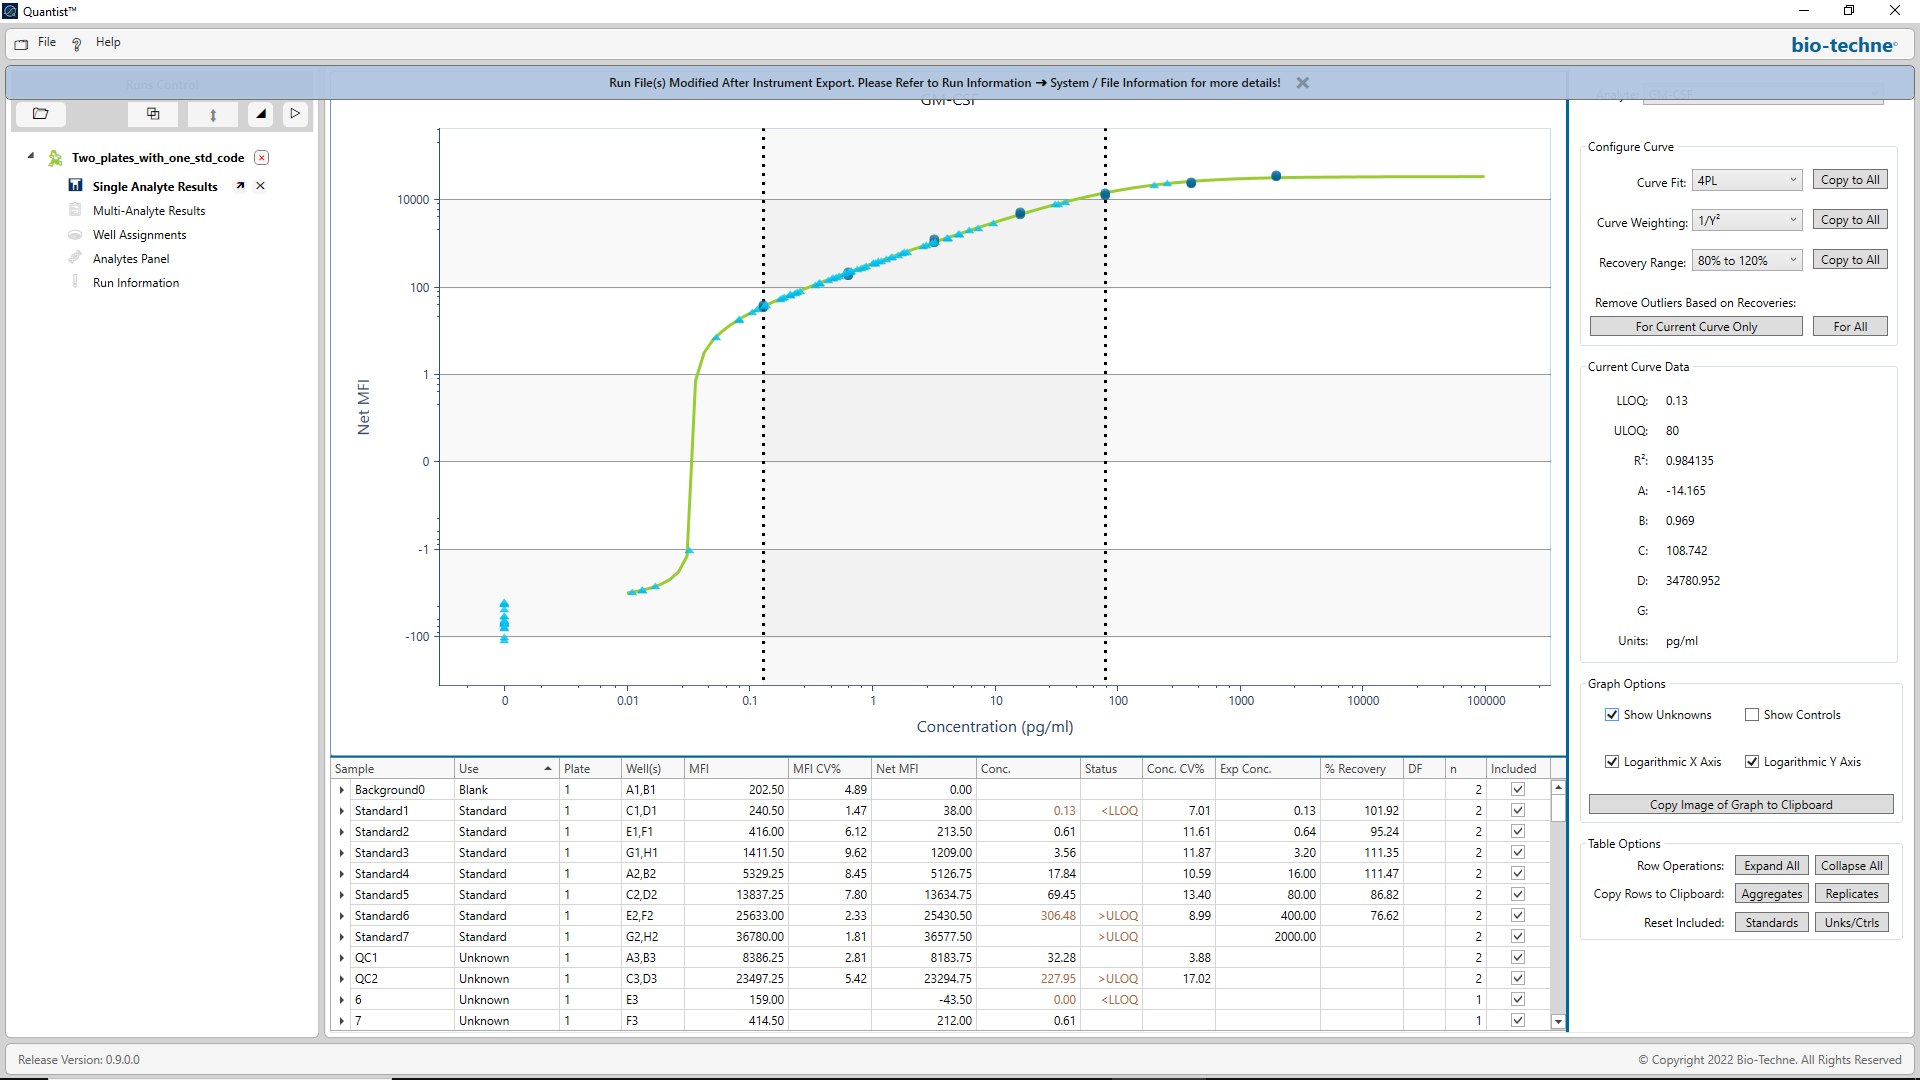 Quantist™
File Help
bio-techne
Run File(s) Modified After Instrument Export. Please Refer to Run Information ➔ System / File Information for more details!
Runs Control
GM-CSF
Analyte: GM-CSF
Two_plates_with_one_std_code
Single Analyte Results
Multi-Analyte Results
Well Assignments
Analytes Panel
Run Information
Net MFI
10000
100
1
0
-1
-100
0 0.01 0.1 1 10 100 1000 10000 100000
Concentration (pg/ml)
Configure Curve
Curve Fit: 4PL Copy to All
Curve Weighting: 1/Y² Copy to All
Recovery Range: 80% to 120% Copy to All
Remove Outliers Based on Recoveries:
For Current Curve Only For All
Current Curve Data
LLOQ: 0.13
ULOQ: 80
R²: 0.984135
A: -14.165
B: 0.969
C: 108.742
D: 34780.952
G:
Units: pg/ml
Graph Options
Show Unknowns Show Controls
Logarithmic X Axis Logarithmic Y Axis
Copy Image of Graph to Clipboard
Table Options
Row Operations: Expand All Collapse All
Copy Rows to Clipboard: Aggregates Replicates
Reset Included: Standards Unks/Ctrls
Sample Use Plate Well(s) MFI MFI CV% Net MFI Conc. Status Conc. CV% Exp Conc. % Recovery DF n Included
Background0 Blank 1 A1,B1 202.50 4.89 0.00 2
Standard1 Standard 1 C1,D1 240.50 1.47 38.00 0.13 <LLOQ 7.01 0.13 101.92 2
Standard2 Standard 1 E1,F1 416.00 6.12 213.50 0.61 11.61 0.64 95.24 2
Standard3 Standard 1 G1,H1 1411.50 9.62 1209.00 3.56 11.87 3.20 111.35 2
Standard4 Standard 1 A2,B2 5329.25 8.45 5126.75 17.84 10.59 16.00 111.47 2
Standard5 Standard 1 C2,D2 13837.25 7.80 13634.75 69.45 13.40 80.00 86.82 2
Standard6 Standard 1 E2,F2 25633.00 2.33 25430.50 306.48 >ULOQ 8.99 400.00 76.62 2
Standard7 Standard 1 G2,H2 36780.00 1.81 36577.50 >ULOQ 2000.00 2
QC1 Unknown 1 A3,B3 8386.25 2.81 8183.75 32.28 3.88 2
QC2 Unknown 1 C3,D3 23497.25 5.42 23294.75 227.95 >ULOQ 17.02 2
6 Unknown 1 E3 159.00 -43.50 0.00 <LLOQ 1
7 Unknown 1 F3 414.50 212.00 0.61 1
Release Version: 0.9.0.0
© Copyright 2022 Bio-Techne. All Rights Reserved